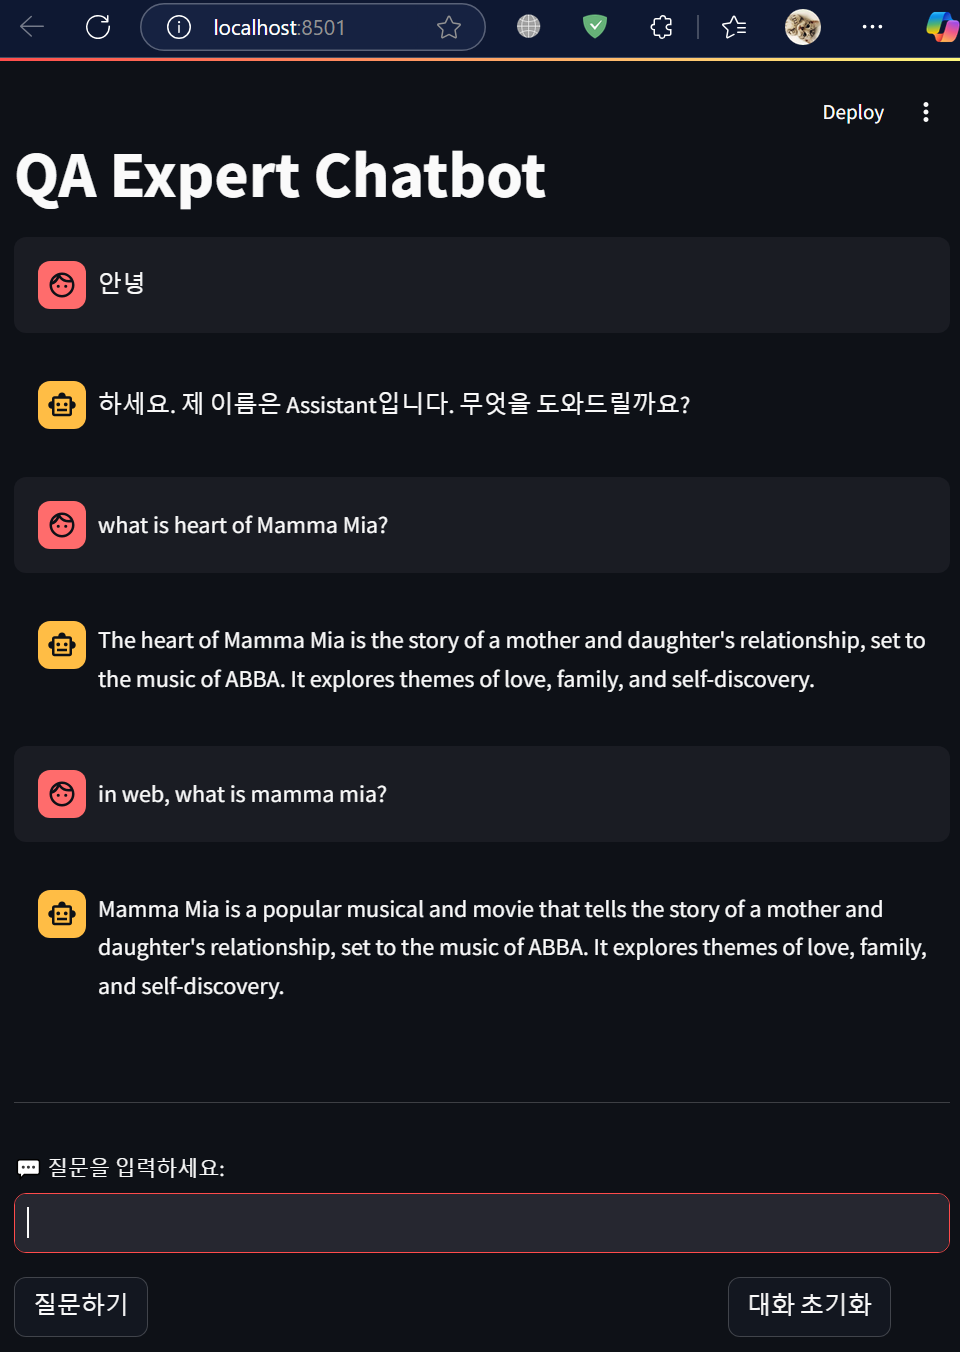 localhost:8501
Deploy
QA Expert Chatbot
안녕
하세요. 제 이름은 Assistant입니다. 무엇을 도와드릴까요?
what is heart of Mamma Mia?
The heart of Mamma Mia is the story of a mother and daughter's relationship, set to
the music of ABBA. It explores themes of love, family, and self-discovery.
in web, what is mamma mia?
Mamma Mia is a popular musical and movie that tells the story of a mother and
daughter's relationship, set to the music of ABBA. It explores themes of love, family,
and self-discovery.
질문을 입력하세요:
질문하기
대화 초기화